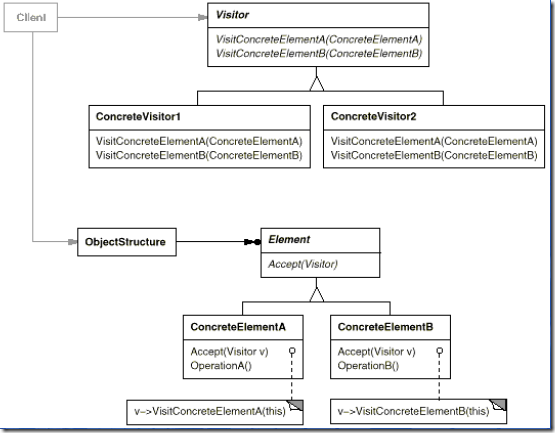 Client
Visitor
VisitConcreteElementA(ConcreteElementA)
VisitConcreteElementB(ConcreteElementB)
ConcreteVisitor1
VisitConcreteElementA(ConcreteElementA)
VisitConcreteElementB(ConcreteElementB)
ConcreteVisitor2
VisitConcreteElementA(ConcreteElementA)
VisitConcreteElementB(ConcreteElementB)
ObjectStructure
Element
Accept(Visitor)
ConcreteElementA
Accept(Visitor v)
OperationA()
ConcreteElementB
Accept(Visitor v)
OperationB()
v->VisitConcreteElementA(this)
v->VisitConcreteElementB(this)